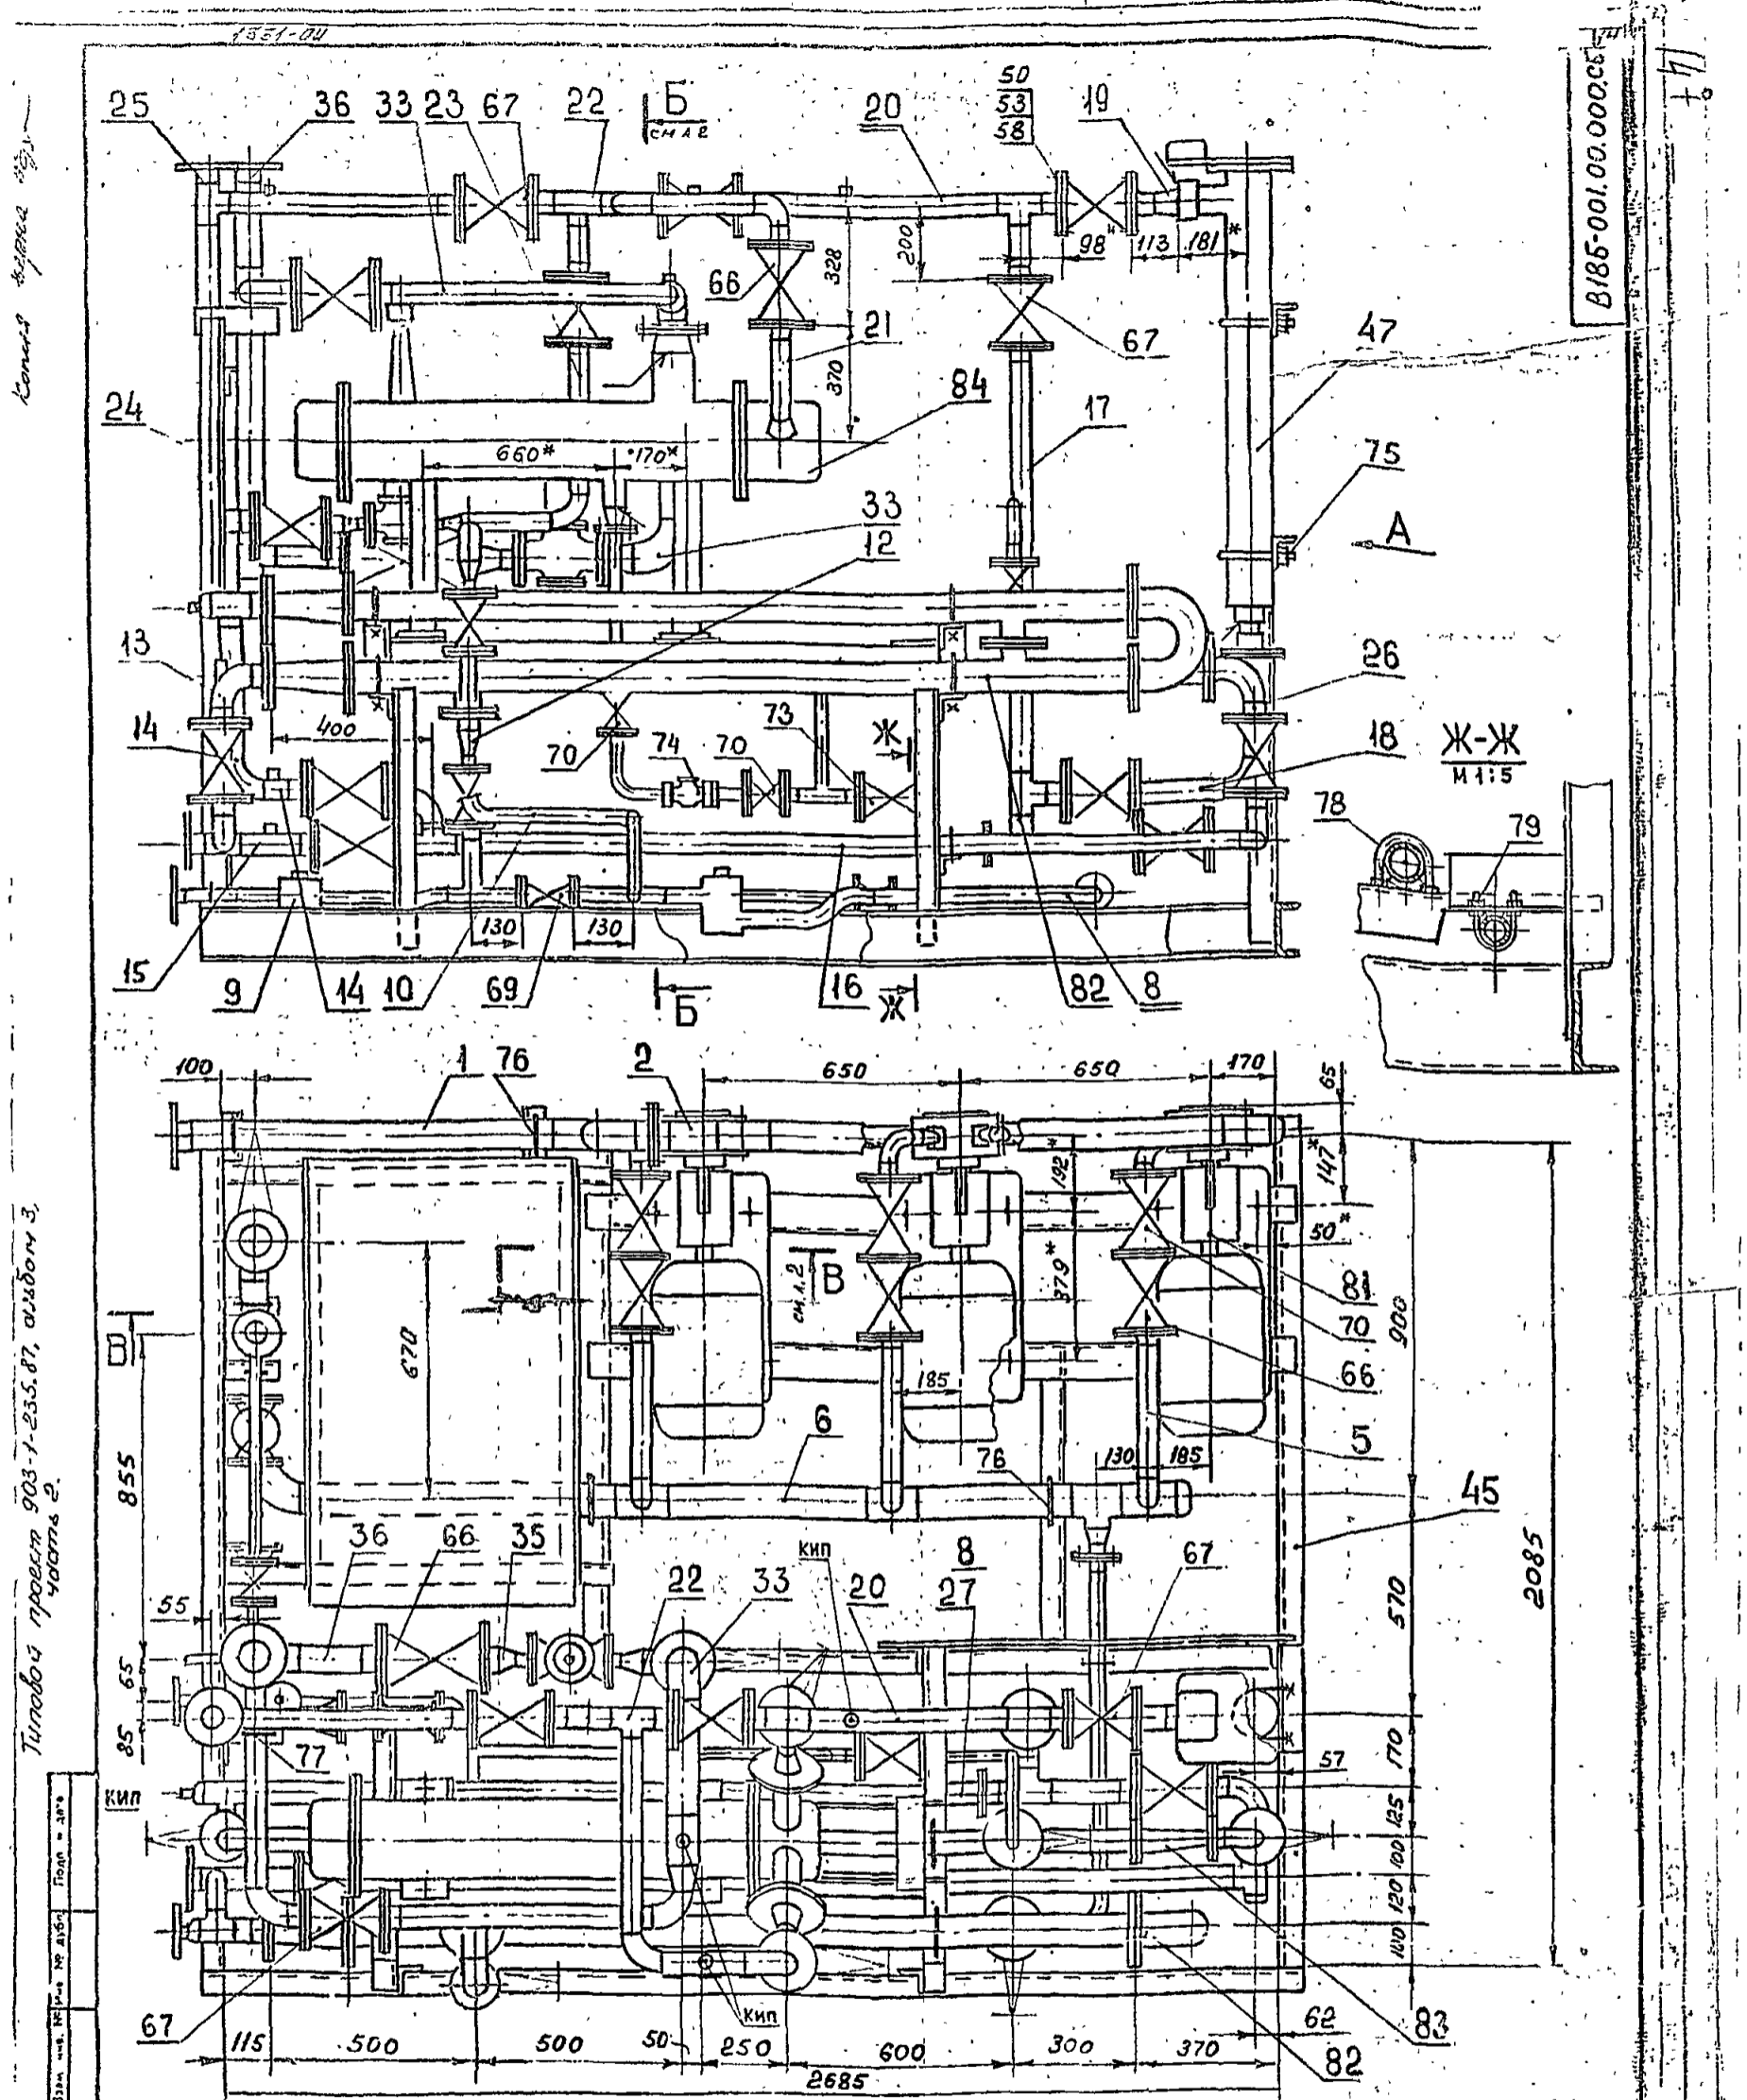 25 36 33 23 67 22 Б 20 50 19
см л 2 53
58
В185-001.00.000.СБ
200 98* 113 181*
328
66
21 67 47
370
24 84 17
660* 170* 75
33 А
12
13 26
14 400 70 74 70 73 Ж 18 Ж-Ж
М 1:5
78 79
130 130
15 9 14 10 69 Б 16 Ж 82 8
100 1 76 2 650 650 170 65
192* 147*
50*
см. л. 2 В 379* 81
В 670 70 900
185 66
6 5
855 76 130 185
36 66 35 кип 8 67 45
22 33 20 27 2085
55 570
65
85 77 170
57
кип 125
100
120
100
67 кип 62 83
115 500 500 50 250 600 300 370 82
2685
Типовой проект 903-1-235.87, альбом 3,
часть 2.